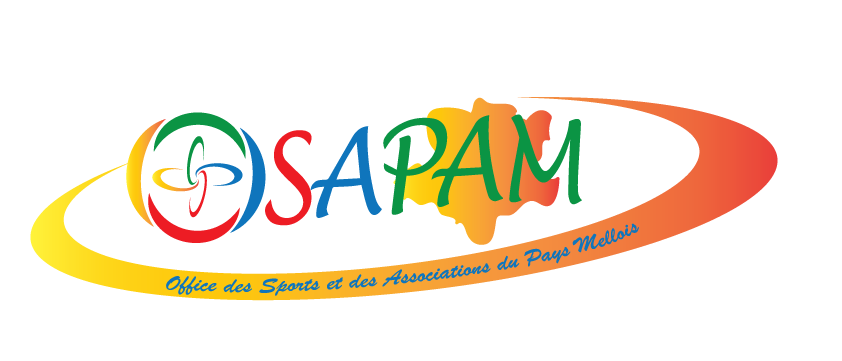 OSAPAM
Office des Sports et des Associations du Pays Mellois